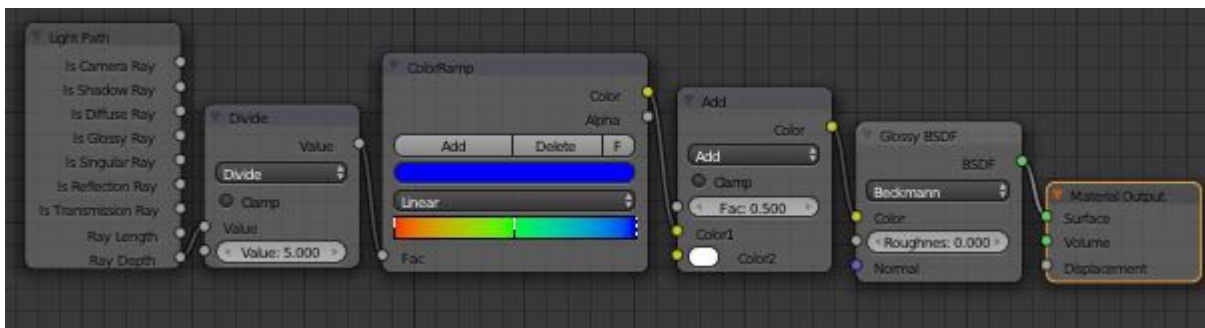 Light Path
Is Camera Ray
Is Shadow Ray
Is Diffuse Ray
Is Glossy Ray
Is Singular Ray
Is Reflection Ray
Is Transmission Ray
Ray Length
Ray Depth
Divide
Value
Divide
Clamp
Value
Value: 5.000
ColorRamp
Color
Alpha
Add Delete F
Linear
Fac
Add
Color
Add
Clamp
Fac: 0.500
Color1
Color2
Glossy BSDF
BSDF
Beckmann
Color
Roughnes: 0.000
Normal
Material Output
Surface
Volume
Displacement